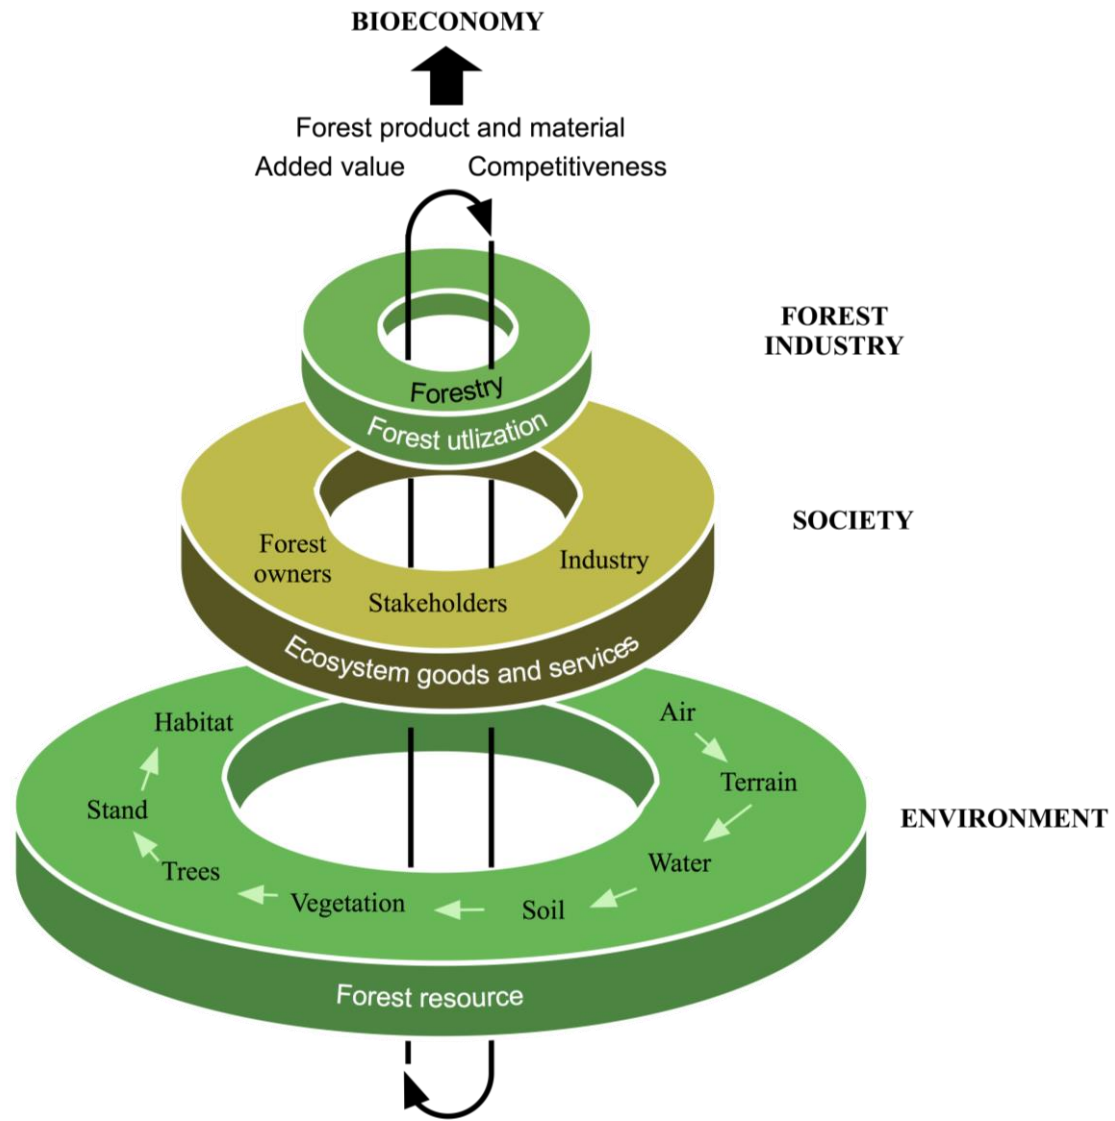 BIOECONOMY
Forest product and material
Added value
Competitiveness
FOREST
INDUSTRY
Forestry
Forest utlization
SOCIETY
Forest
owners
Industry
Stakeholders
Ecosystem goods and services
Habitat
Air
Terrain
Stand
ENVIRONMENT
Water
Trees
Vegetation
Soil
Forest resource